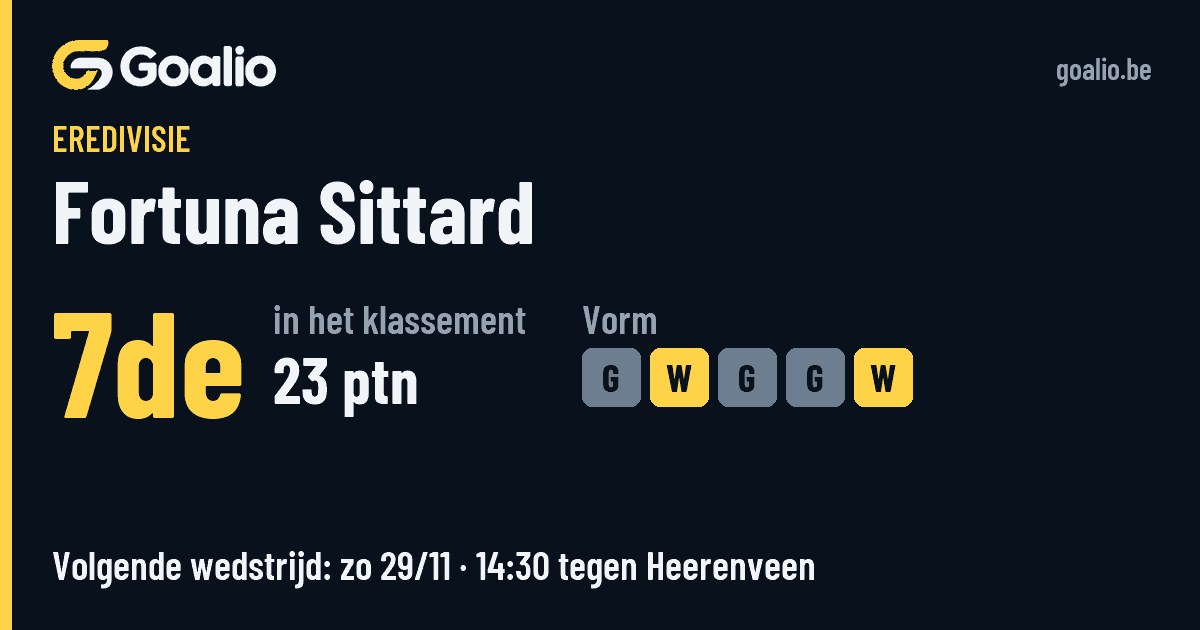 Goalio
goalio.be
EREDIVISIE
Fortuna Sittard
7de
in het klassement
23 ptn
Vorm
G W G G W
Volgende wedstrijd: zo 29/11 · 14:30 tegen Heerenveen